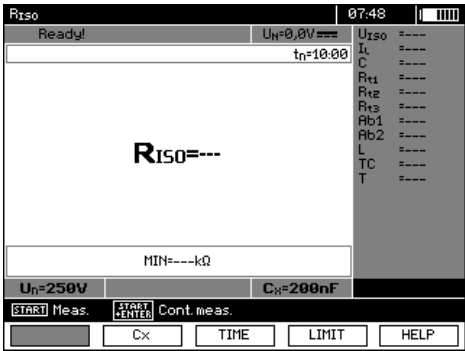 RISO 07:48
Ready! UN=0,0V
tn=10:00
RISO=---
MIN=---kΩ
Un=250V CX=200nF
UISO =---
IL =---
C =---
Rt1 =---
Rt2 =---
Rt3 =---
Ab1 =---
Ab2 =---
L =---
TC =---
T =---
START Meas. START +ENTER Cont. meas.
Cx TIME LIMIT HELP